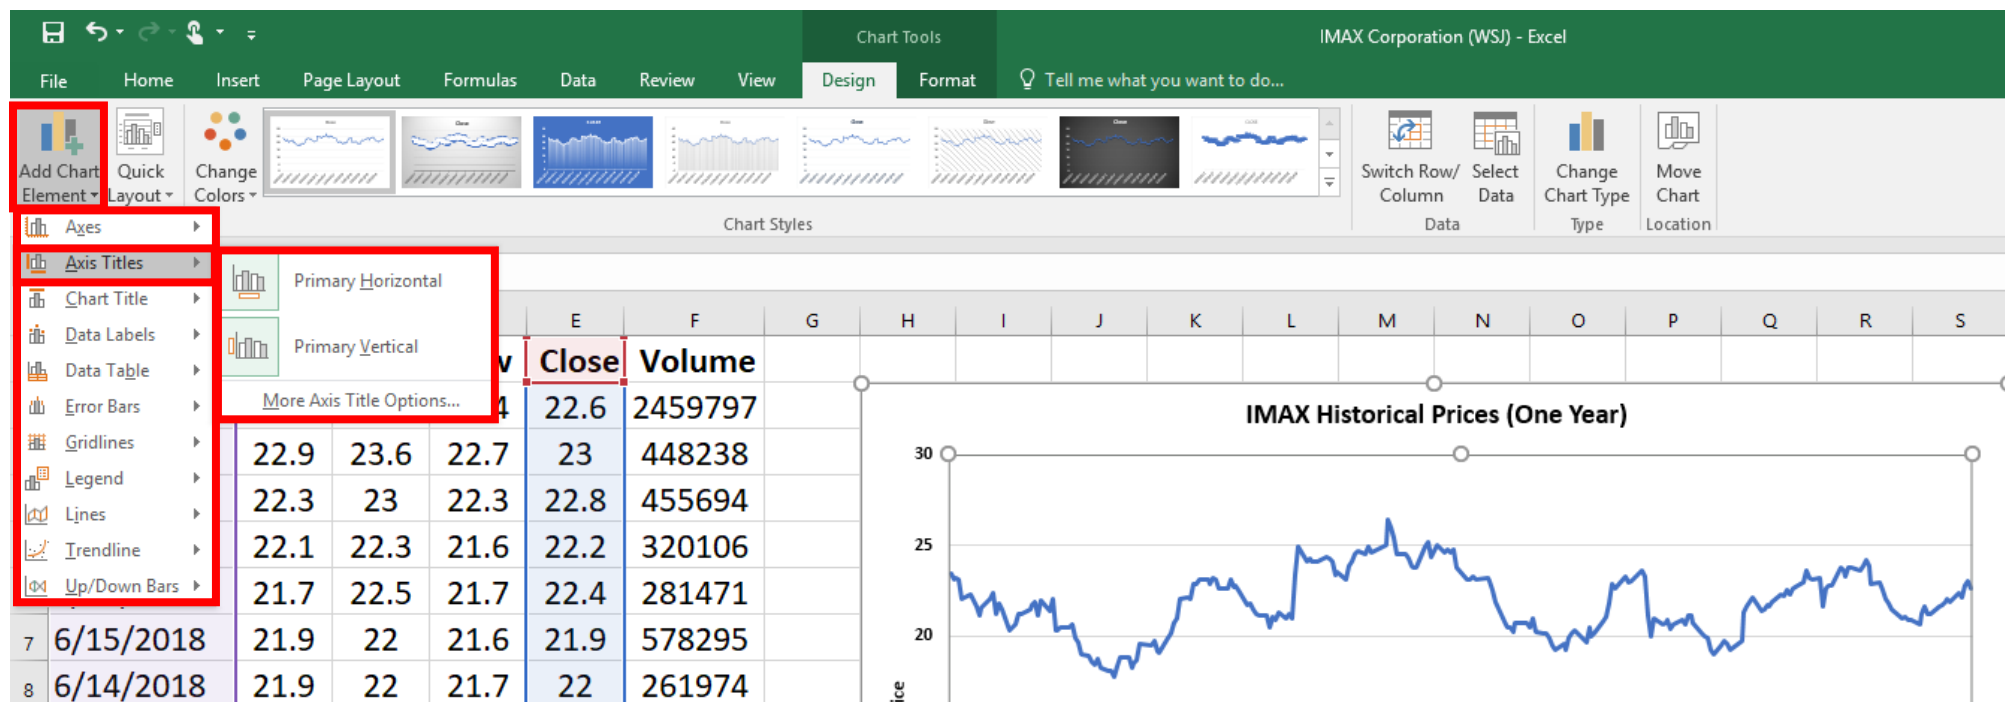 Chart Tools
IMAX Corporation (WSJ) - Excel
File Home Insert Page Layout Formulas Data Review View Design Format Tell me what you want to do...
Add Chart Element
Quick Layout
Change Colors
Chart Styles
Switch Row/ Column
Select Data
Data
Change Chart Type
Type
Move Chart
Location
Axes
Axis Titles
Chart Title
Data Labels
Data Table
Error Bars
Gridlines
Legend
Lines
Trendline
Up/Down Bars
Primary Horizontal
Primary Vertical
More Axis Title Options...
E F G H I J K L M N O P Q R S
Close Volume
22.6 2459797
22.9 23.6 22.7 23 448238
22.3 23 22.3 22.8 455694
22.1 22.3 21.6 22.2 320106
21.7 22.5 21.7 22.4 281471
7 6/15/2018 21.9 22 21.6 21.9 578295
8 6/14/2018 21.9 22 21.7 22 261974
IMAX Historical Prices (One Year)
30
25
20